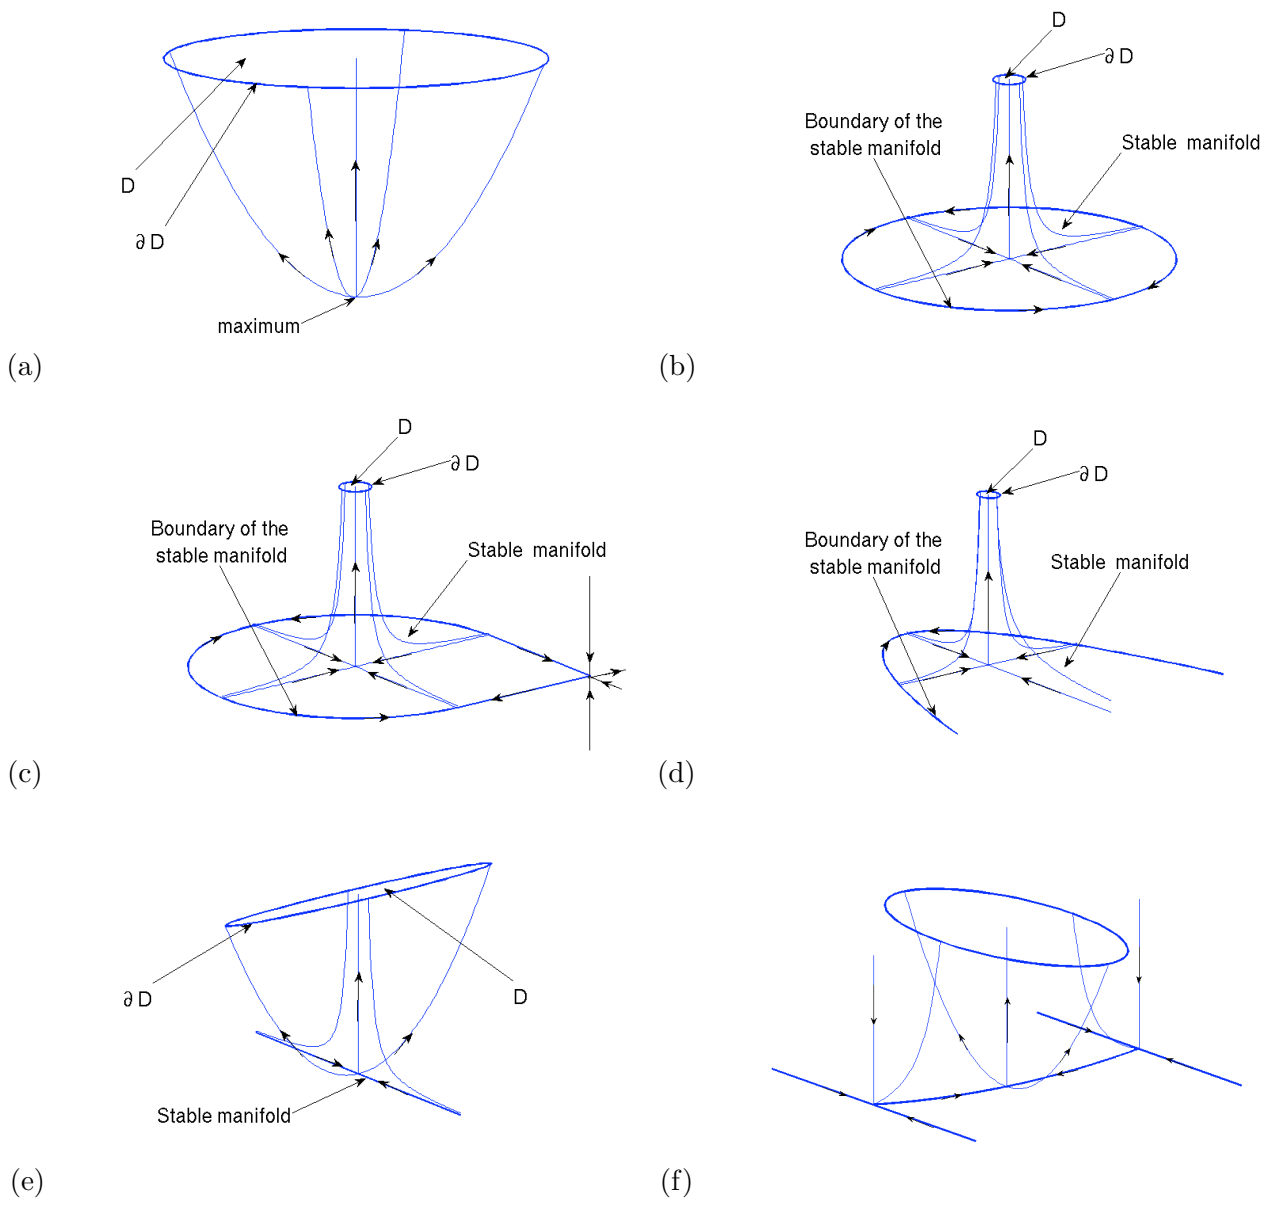 D
∂ D
maximum
(a)
D
∂ D
Boundary of the
stable manifold
Stable manifold
(b)
D
∂ D
Boundary of the
stable manifold
Stable manifold
(c)
D
∂ D
Boundary of the
stable manifold
Stable manifold
(d)
∂ D
D
Stable manifold
(e)
(f)